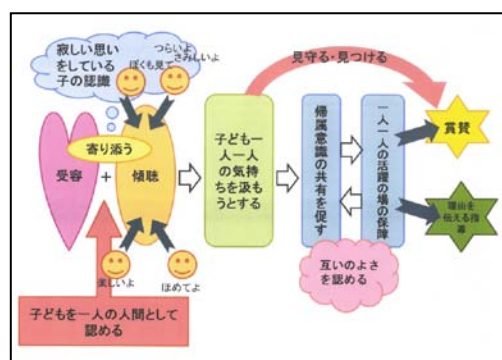 寂しい思い
をしている
子の認識
つらいよ
さみしいよ
ぼくも見て
見守る・見つける
寄り添う
受容
+
傾聴
子ども一
人一人の
の気持
ちを汲も
うとする
帰属意識の共有を促す
一人一人の活躍の場の保障
賞賛
理由を
伝える指
導
互いのよさ
を認める
楽しいよ
ほめてよ
子どもを一人の人間として
認める